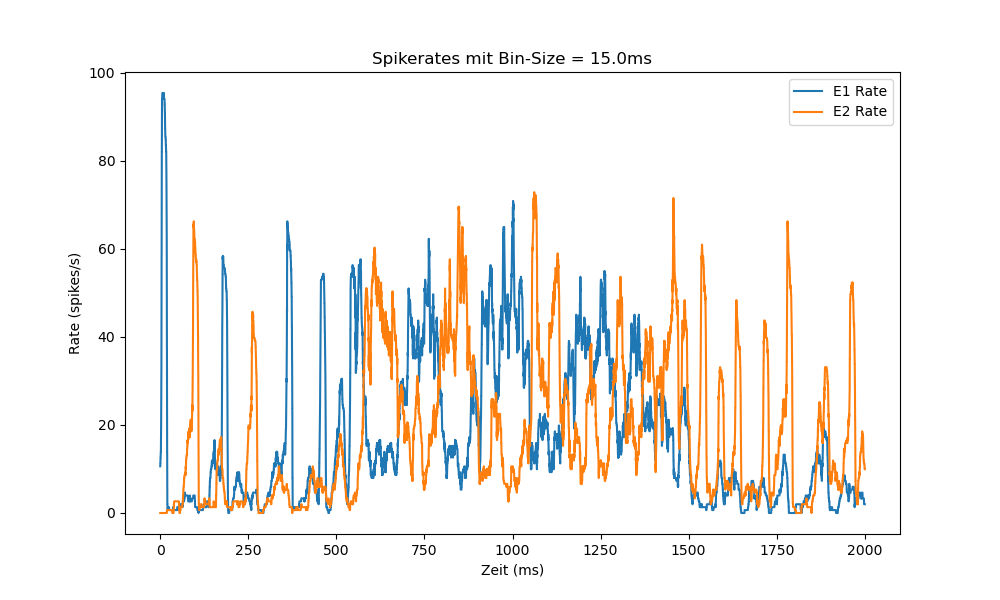 Spikerates mit Bin-Size = 15.0ms
E1 Rate
E2 Rate
Rate (spikes/s)
100
80
60
40
20
0
0 250 500 750 1000 1250 1500 1750 2000
Zeit (ms)